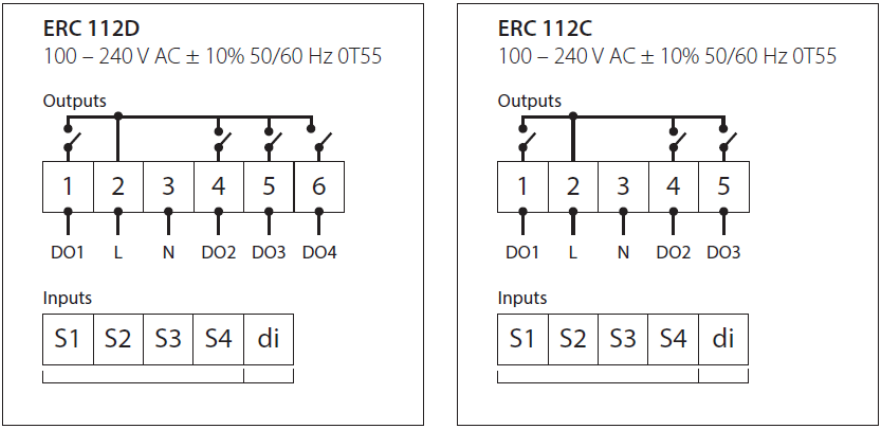 ERC 112D
100 – 240 V AC ± 10% 50/60 Hz 0T55
Outputs
1 2 3 4 5 6
DO1 L N DO2 DO3 DO4
Inputs
S1 S2 S3 S4 di
ERC 112C
100 – 240 V AC ± 10% 50/60 Hz 0T55
Outputs
1 2 3 4 5
DO1 L N DO2 DO3
Inputs
S1 S2 S3 S4 di